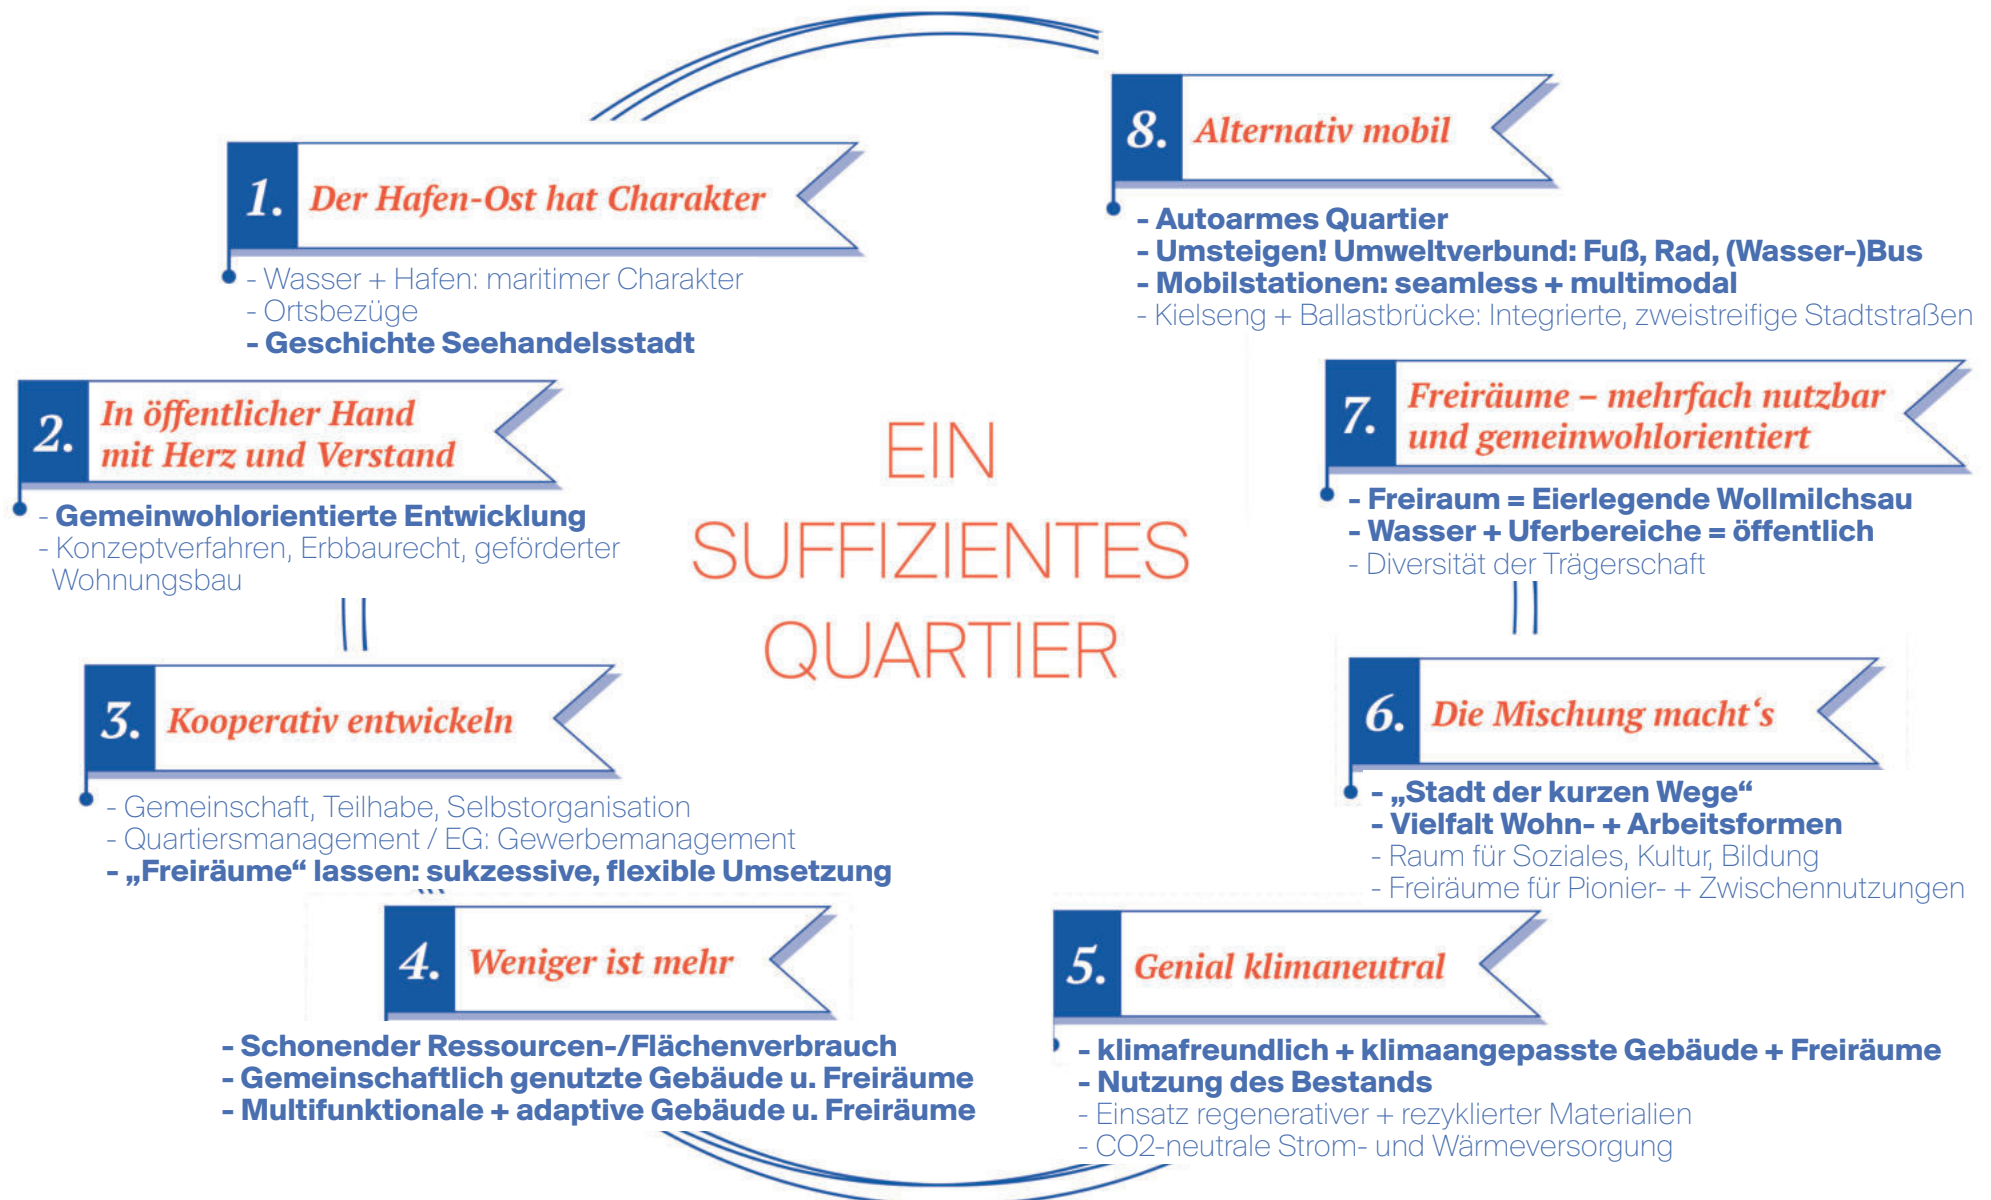 1.
Der Hafen-Ost hat Charakter
- Wasser + Hafen: maritimer Charakter
- Ortsbezüge
- Geschichte Seehandelsstadt
2.
In öffentlicher Hand
mit Herz und Verstand
- Gemeinwohlorientierte Entwicklung
- Konzeptverfahren, Erbbaurecht, geförderter
Wohnungsbau
3.
Kooperativ entwickeln
- Gemeinschaft, Teilhabe, Selbstorganisation
- Quartiersmanagement / EG: Gewerbemanagement
- „Freiräume“ lassen: sukzessive, flexible Umsetzung
4.
Weniger ist mehr
- Schonender Ressourcen-/Flächenverbrauch
- Gemeinschaftlich genutzte Gebäude u. Freiräume
- Multifunktionale + adaptive Gebäude u. Freiräume
EIN
SUFFIZIENTES
QUARTIER
5.
Genial klimaneutral
- klimafreundlich + klimaangepasste Gebäude + Freiräume
- Nutzung des Bestands
- Einsatz regenerativer + rezyklierter Materialien
- CO2-neutrale Strom- und Wärmeversorgung
6.
Die Mischung macht‘s
- „Stadt der kurzen Wege“
- Vielfalt Wohn- + Arbeitsformen
- Raum für Soziales, Kultur, Bildung
- Freiräume für Pionier- + Zwischennutzungen
7.
Freiräume – mehrfach nutzbar
und gemeinwohlorientiert
- Freiraum = Eierlegende Wollmilchsau
- Wasser + Uferbereiche = öffentlich
- Diversität der Trägerschaft
8.
Alternativ mobil
- Autoarmes Quartier
- Umsteigen! Umweltverbund: Fuß, Rad, (Wasser-)Bus
- Mobilstationen: seamless + multimodal
- Kielseng + Ballastbrücke: Integrierte, zweistreifige Stadtstraßen